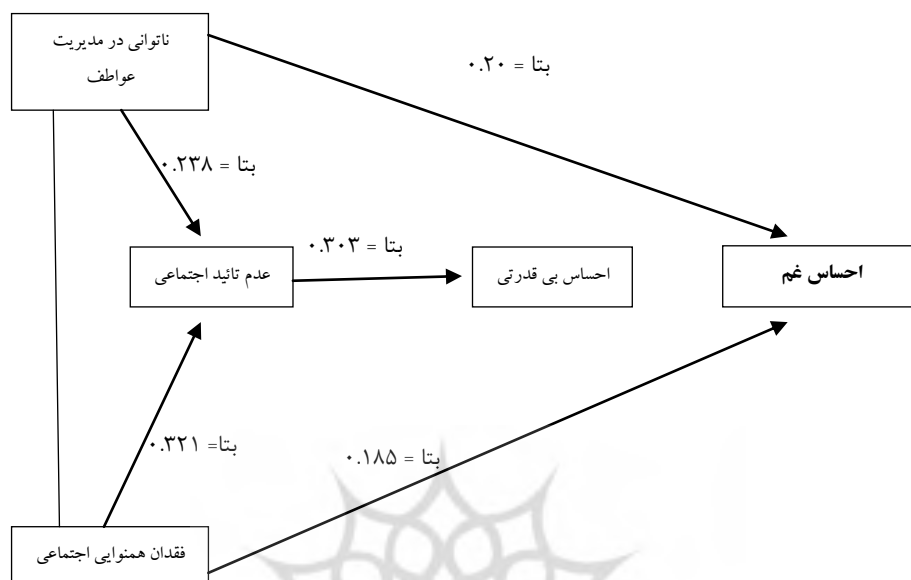 ناتوانی در مدیریت
عواطف
بتا = ۰.۲۰
بتا = ۰.۲۳۸
بتا = ۰.۳۰۳
عدم تائید اجتماعی
احساس بی قدرتی
احساس غم
بتا= ۰.۳۲۱
بتا = ۰.۱۸۵
فقدان همنوایی اجتماعی